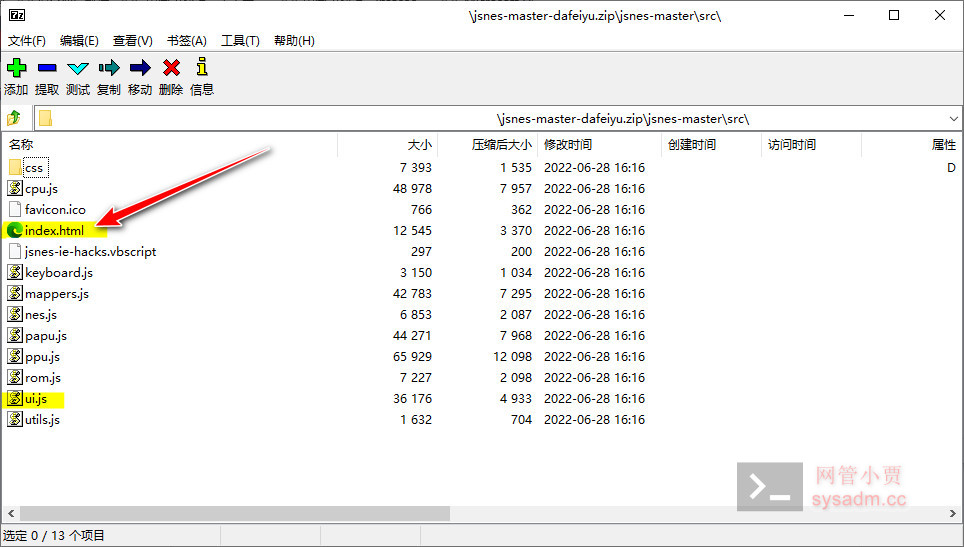 7z
\jsnes-master-dafeiyu.zip\jsnes-master\src\
文件(F) 编辑(E) 查看(V) 书签(A) 工具(T) 帮助(H)
添加 提取 测试 复制 移动 删除 信息
\jsnes-master-dafeiyu.zip\jsnes-master\src\
名称 大小 压缩后大小 修改时间 创建时间 访问时间 属性
css 7 393 1 535 2022-06-28 16:16 D
cpu.js 48 978 7 957 2022-06-28 16:16
favicon.ico 766 362 2022-06-28 16:16
index.html 12 545 3 370 2022-06-28 16:16
jsnes-ie-hacks.vbscript 297 200 2022-06-28 16:16
keyboard.js 3 150 1 034 2022-06-28 16:16
mappers.js 42 783 7 295 2022-06-28 16:16
nes.js 6 853 2 087 2022-06-28 16:16
papu.js 44 271 7 968 2022-06-28 16:16
ppu.js 65 929 12 098 2022-06-28 16:16
rom.js 7 227 2 098 2022-06-28 16:16
ui.js 36 176 4 933 2022-06-28 16:16
utils.js 1 632 704 2022-06-28 16:16
网管小贾
sysadm.cc
选定 0 / 13 个项目